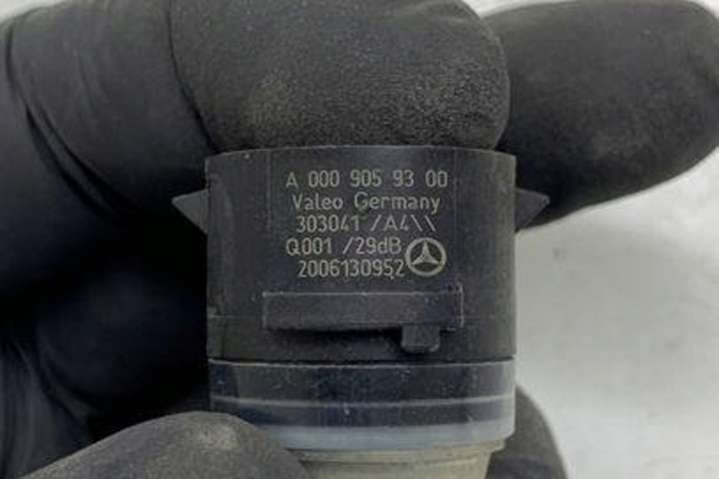 A 000 905 93 00
Valeo Germany
303041 /A4\\
Q001 /29dB
2006130952